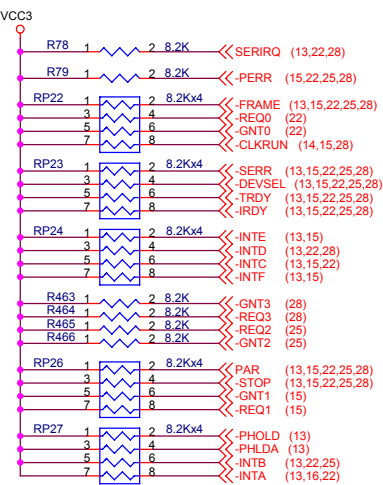 VCC3
R78 1 2 8.2K SERIRQ (13,22,28)
R79 1 2 8.2K -PERR (15,22,25,28)
RP22 1 2 8.2Kx4 -FRAME (13,15,22,25,28)
3 4 -REQ0 (22)
5 6 -GNT0 (22)
7 8 -CLKRUN (14,15,28)
RP23 1 2 8.2Kx4 -SERR (13,15,22,25,28)
3 4 -DEVSEL (13,15,22,25,28)
5 6 -TRDY (13,15,22,25,28)
7 8 -IRDY (13,15,22,25,28)
RP24 1 2 8.2Kx4 -INTE (13,15)
3 4 -INTD (13,22,28)
5 6 -INTC (13,15,22)
7 8 -INTF (13,15)
R463 1 2 8.2K -GNT3 (28)
R464 1 2 8.2K -REQ3 (28)
R465 1 2 8.2K -REQ2 (25)
R466 1 2 8.2K -GNT2 (25)
RP26 1 2 8.2Kx4 PAR (13,15,22,25,28)
3 4 -STOP (13,15,22,25,28)
5 6 -GNT1 (15)
7 8 -REQ1 (15)
RP27 1 2 8.2Kx4 -PHOLD (13)
3 4 -PHLDA (13)
5 6 -INTB (13,22,25)
7 8 -INTA (13,16,22)